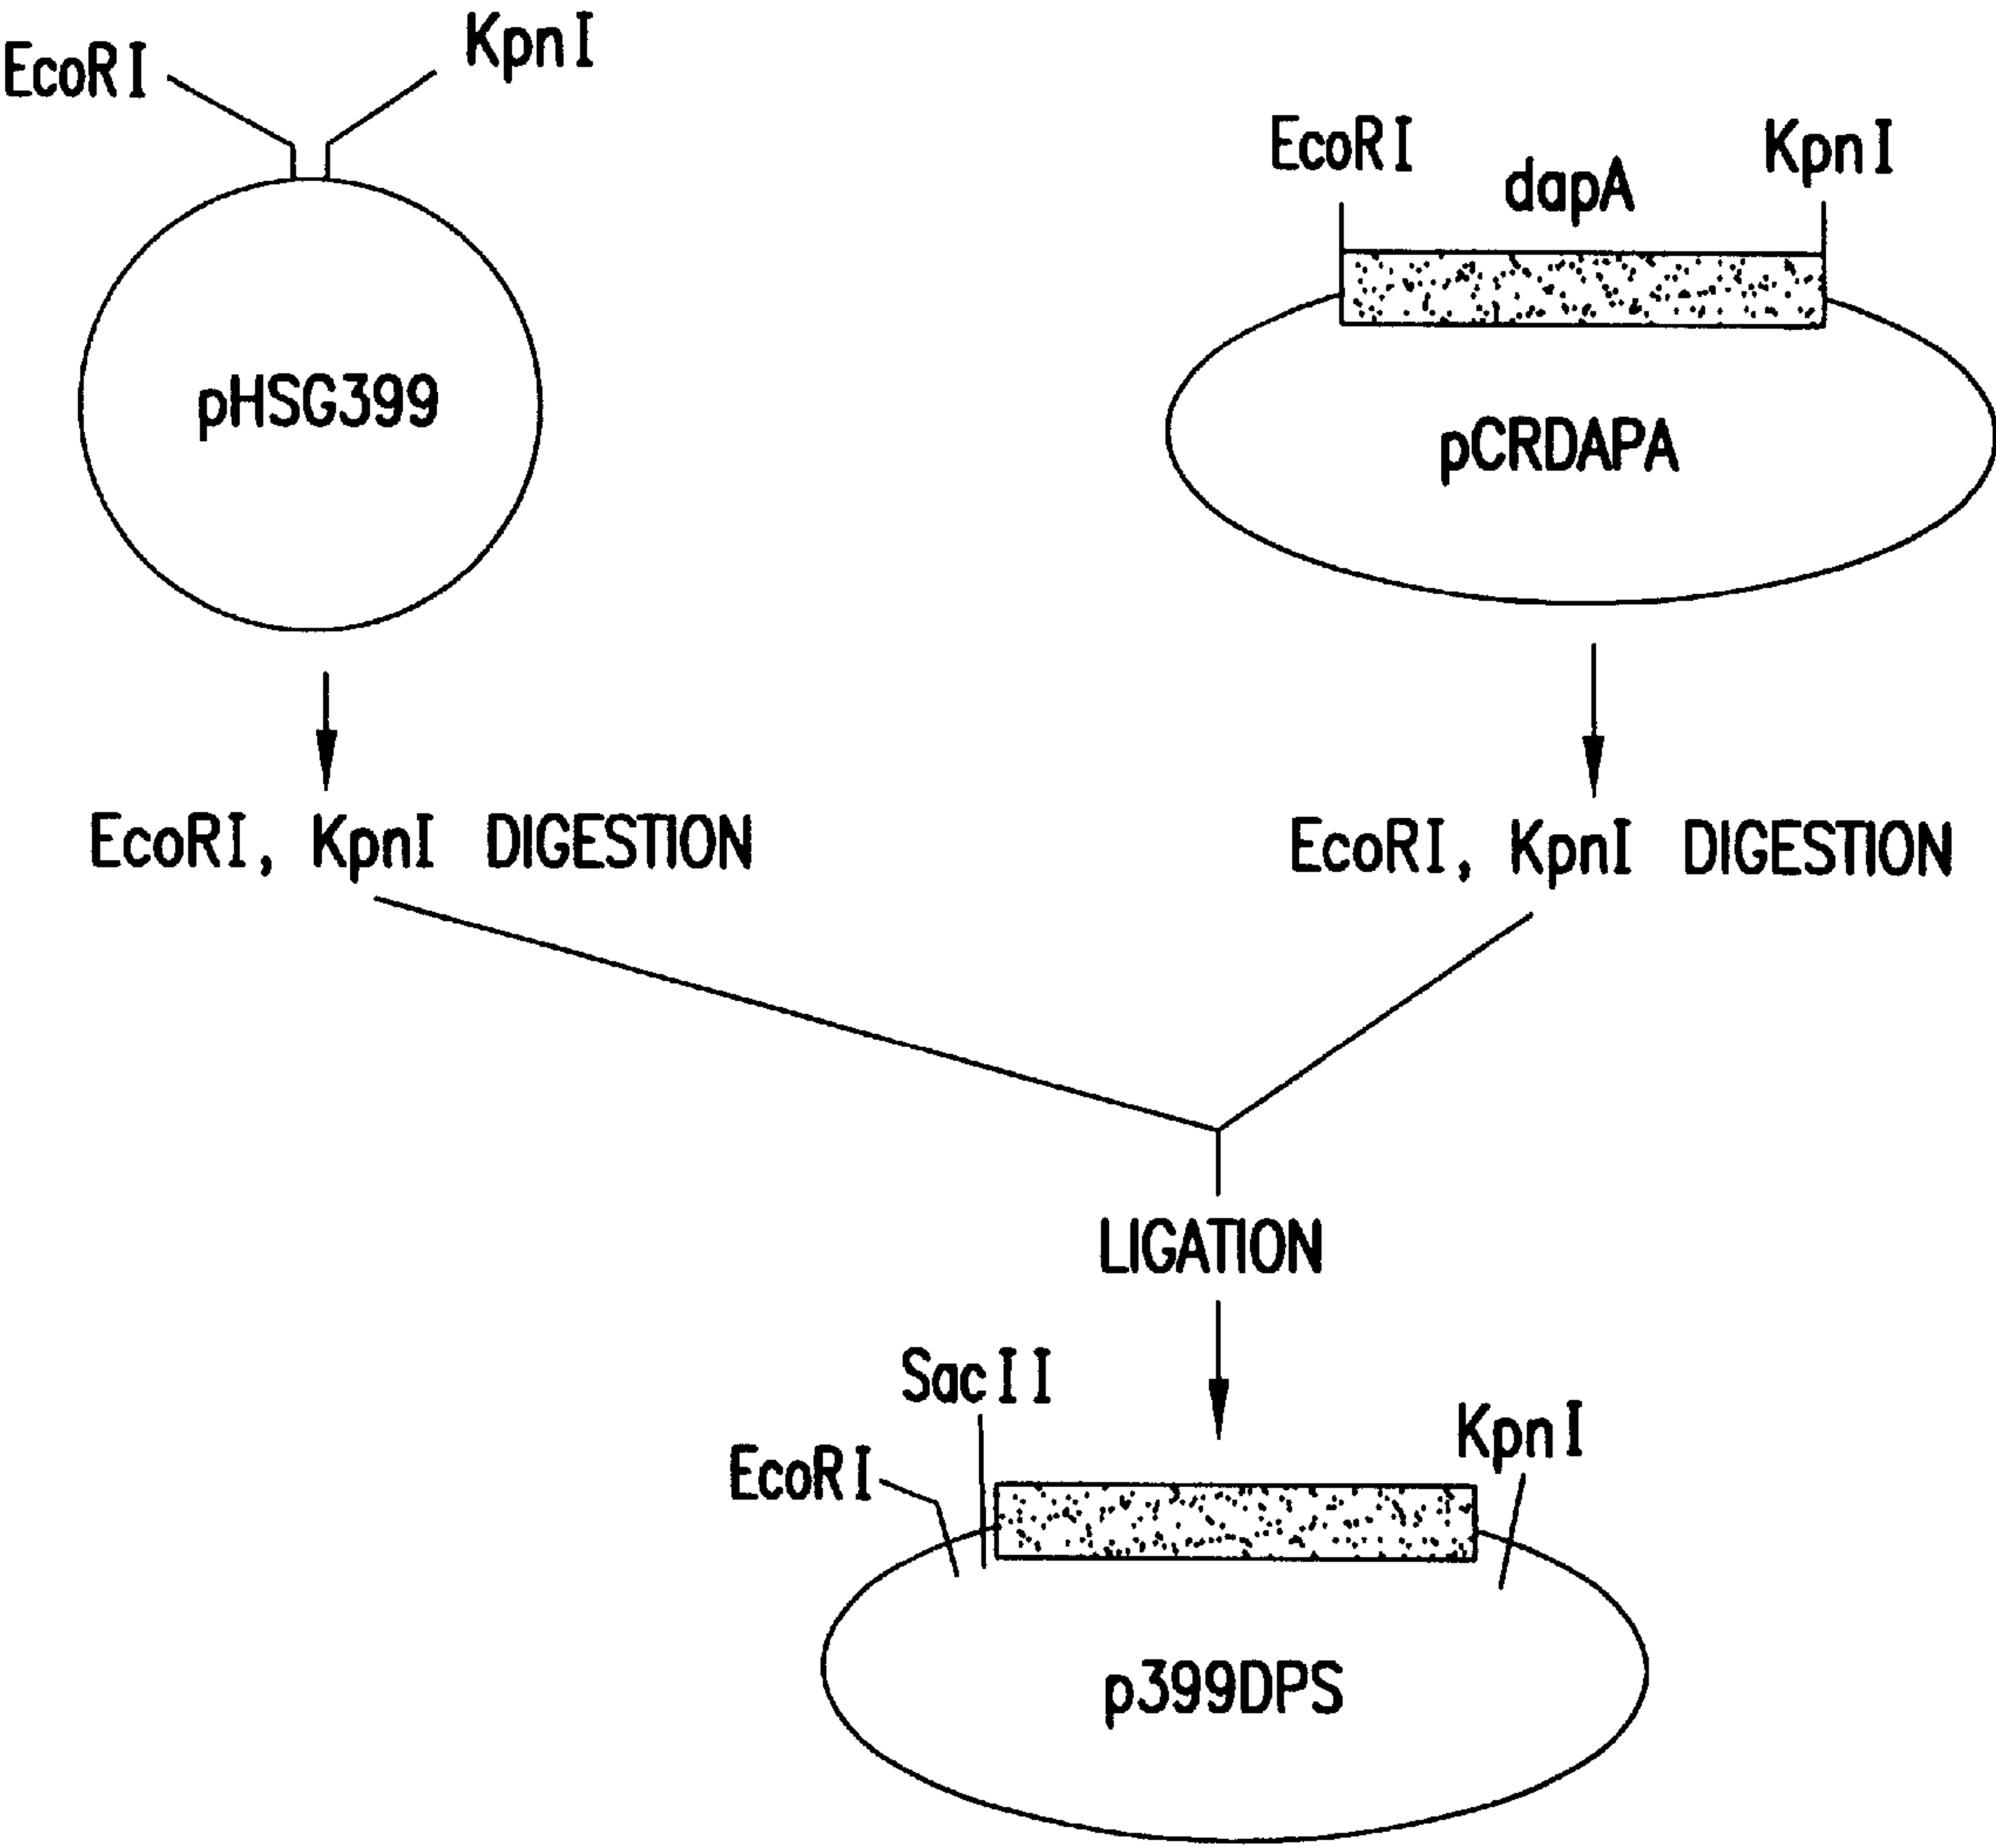 EcoRI
KpnI
EcoRI
dapA
KpnI
pHSG399
pCRDAPA
EcoRI, KpnI DIGESTION
EcoRI, KpnI DIGESTION
LIGATION
SacII
EcoRI
KpnI
p399DPS